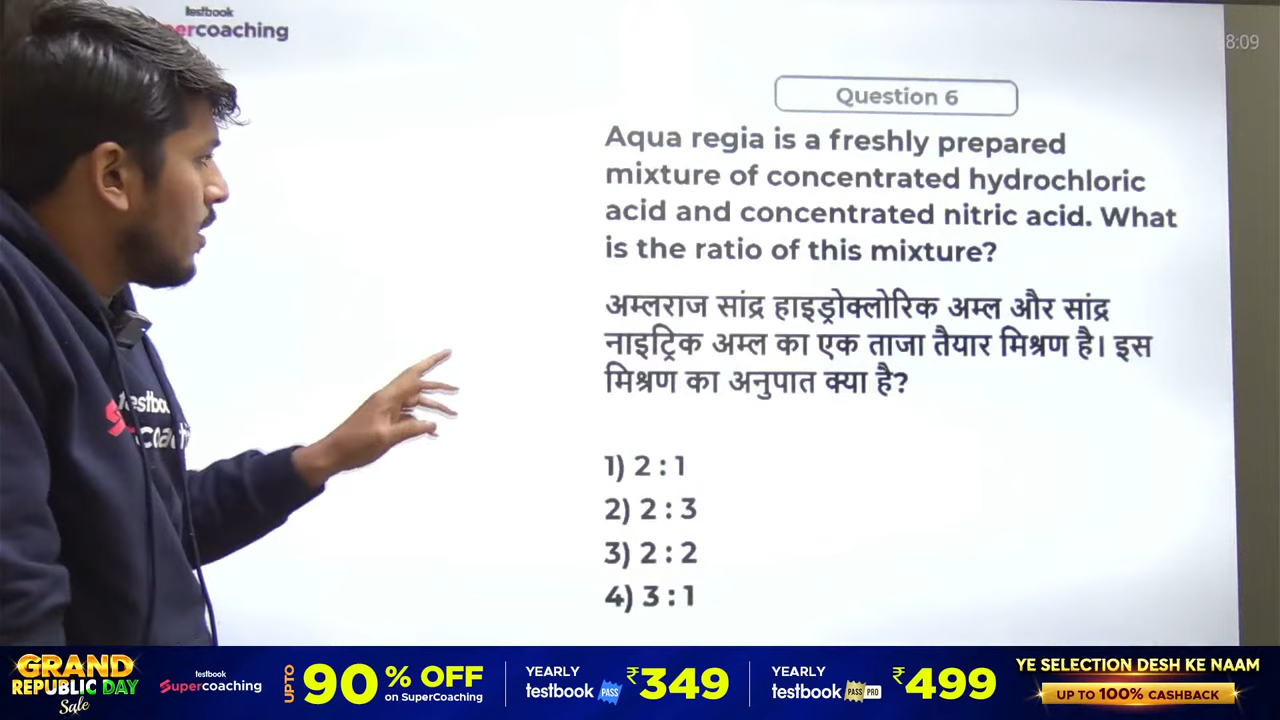 testbook
percoaching
8:09
Question 6
Aqua regia is a freshly prepared
mixture of concentrated hydrochloric
acid and concentrated nitric acid. What
is the ratio of this mixture?
अम्लराज सांद्र हाइड्रोक्लोरिक अम्ल और सांद्र
नाइट्रिक अम्ल का एक ताजा तैयार मिश्रण है। इस
मिश्रण का अनुपात क्या है?
1) 2 : 1
2) 2 : 3
3) 2 : 2
4) 3 : 1
testbo
coa
GRAND
REPUBLIC DAY
Sale
testbook
Supercoaching
UPTO
90% OFF
on SuperCoaching
YEARLY
testbook PASS
₹349
YEARLY
testbook PASS PRO
₹499
YE SELECTION DESH KE NAAM
UP TO 100% CASHBACK